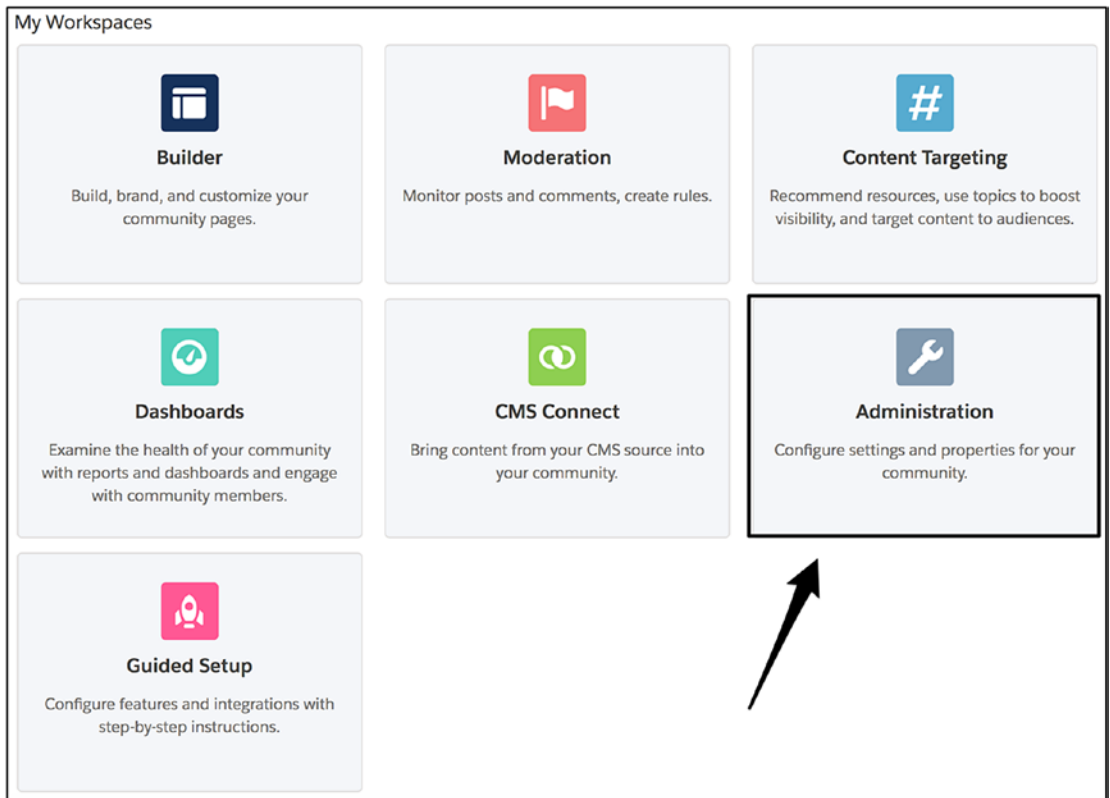 My Workspaces
Builder
Build, brand, and customize your
community pages.
Moderation
Monitor posts and comments, create rules.
#
Content Targeting
Recommend resources, use topics to boost
visibility, and target content to audiences.
Dashboards
Examine the health of your community
with reports and dashboards and engage
with community members.
CMS Connect
Bring content from your CMS source into
your community.
Administration
Configure settings and properties for your
community.
Guided Setup
Configure features and integrations with
step-by-step instructions.